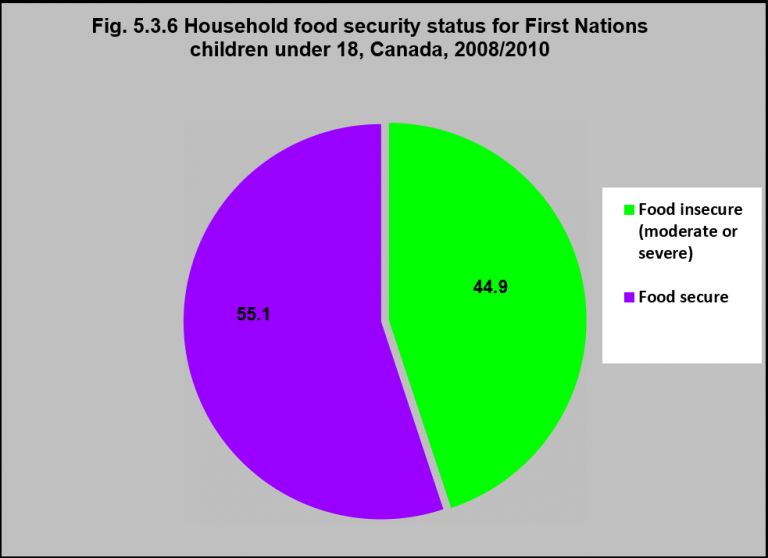 Fig. 5.3.6 Household food security status for First Nations
children under 18, Canada, 2008/2010
44.9
55.1
Food insecure
(moderate or
severe)
Food secure